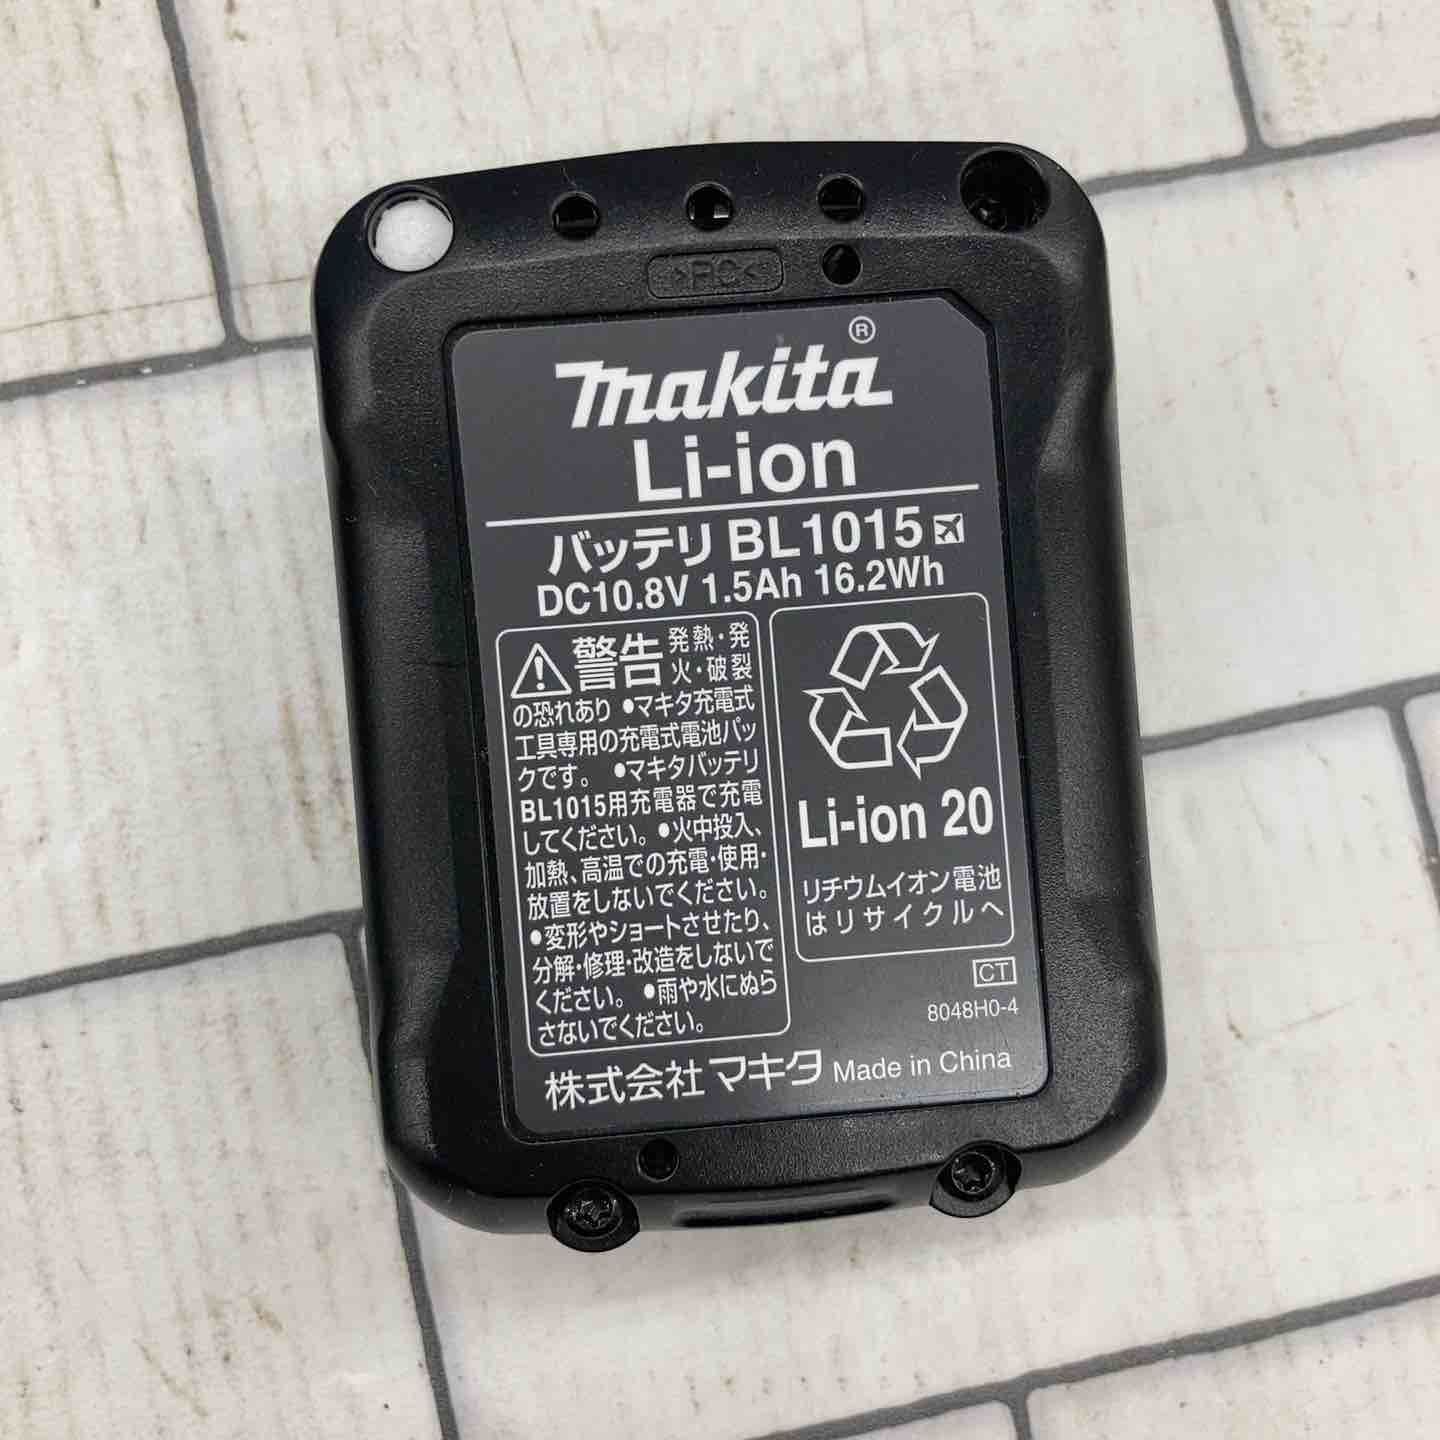 >PC<
makita®
Li-ion
バッテリ BL1015
DC10.8V 1.5Ah 16.2Wh
警告 発熱・発
火・破裂
の恐れあり ●マキタ充電式
工具専用の充電式電池パッ
クです。 ●マキタバッテリ
BL1015用充電器で充電
してください。●火中投入、
加熱、高温での充電・使用・
放置をしないでください。
●変形やショートさせたり、
分解・修理・改造をしないで
ください。 ●雨や水にぬら
さないでください。
Li-ion 20
リチウムイオン電池
はリサイクルへ
CT
8048H0-4
株式会社 マキタ Made in China